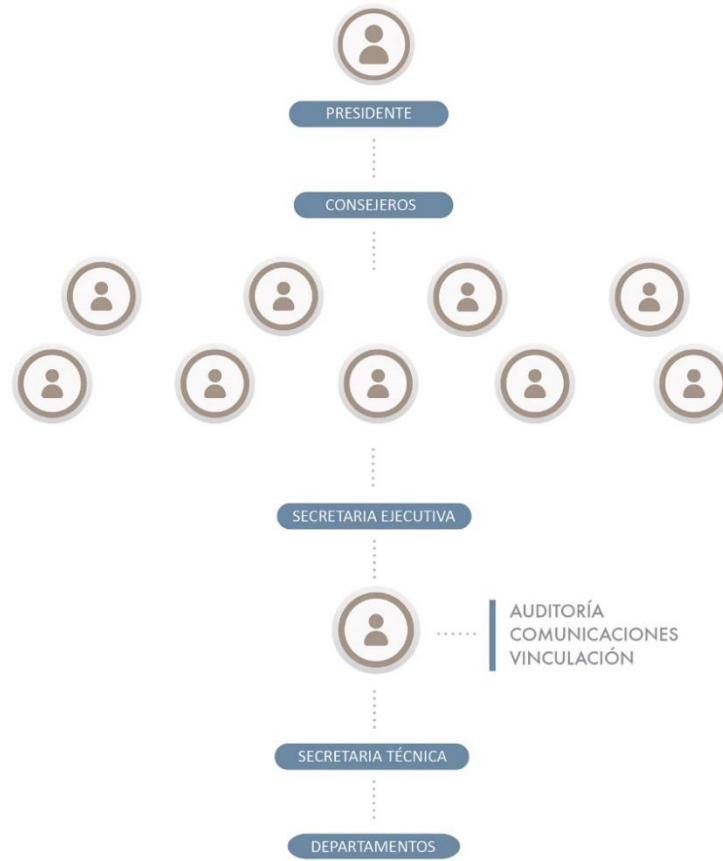 PRESIDENTE
CONSEJEROS
SECRETARIA EJECUTIVA
AUDITORÍA
COMUNICACIONES
VINCULACIÓN
SECRETARIA TÉCNICA
DEPARTAMENTOS